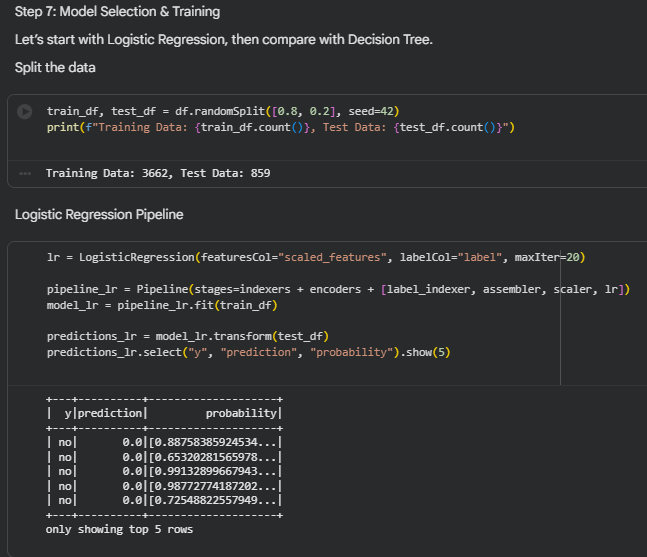 Step 7: Model Selection & Training
Let's start with Logistic Regression, then compare with Decision Tree.
Split the data
train_df, test_df = df.randomSplit([0.8, 0.2], seed=42)
print(f"Training Data: {train_df.count()}, Test Data: {test_df.count()}")
Training Data: 3662, Test Data: 859
Logistic Regression Pipeline
lr = LogisticRegression(featuresCol="scaled_features", labelCol="label", maxIter=20)
pipeline_lr = Pipeline(stages=indexers + encoders + [label_indexer, assembler, scaler, lr])
model_lr = pipeline_lr.fit(train_df)
predictions_lr = model_lr.transform(test_df)
predictions_lr.select("y", "prediction", "probability").show(5)
+---+----------+--------------------+
|  y|prediction|         probability|
+---+----------+--------------------+
| no|       0.0|[0.88758385924534...|
| no|       0.0|[0.65320281565978...|
| no|       0.0|[0.99132899667943...|
| no|       0.0|[0.98772774187202...|
| no|       0.0|[0.72548822557949...|
+---+----------+--------------------+
only showing top 5 rows